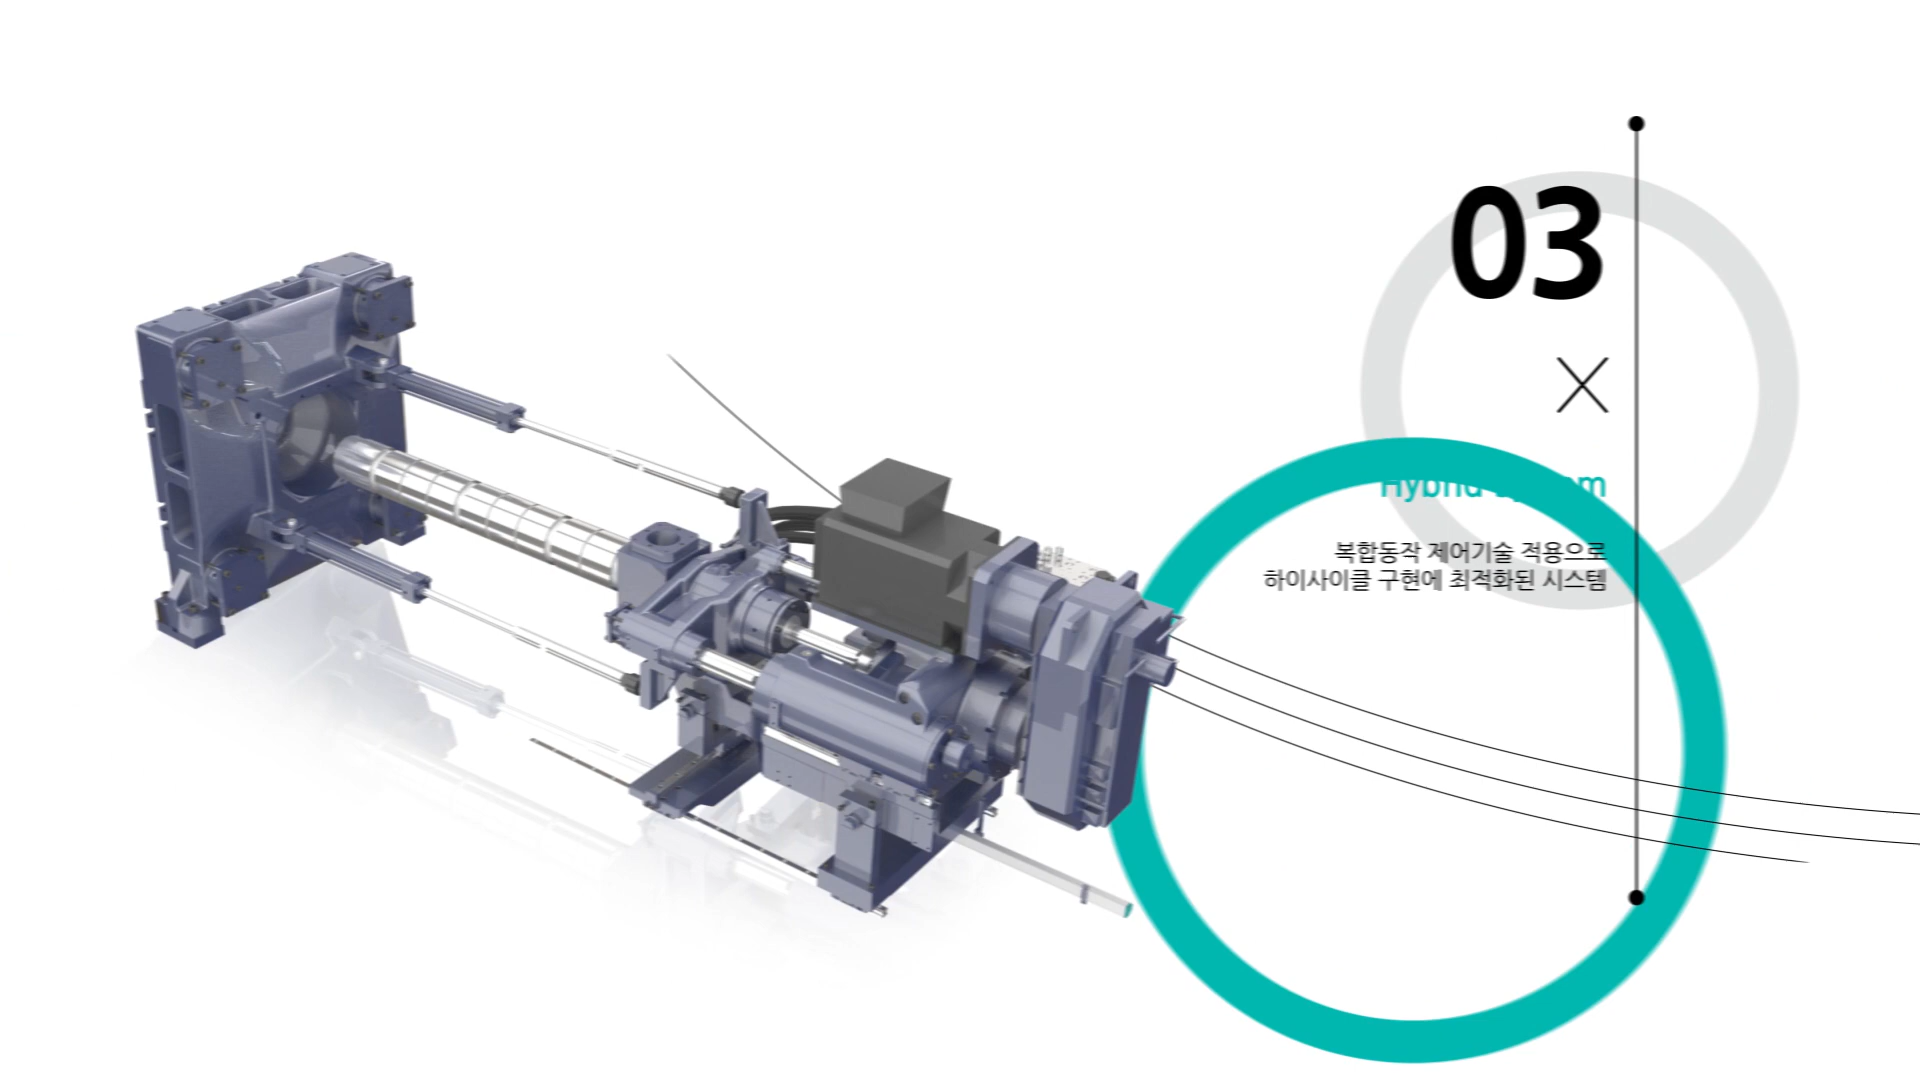 03
Hybrid System
복합동작 제어기술 적용으로
하이사이클 구현에 최적화된 시스템